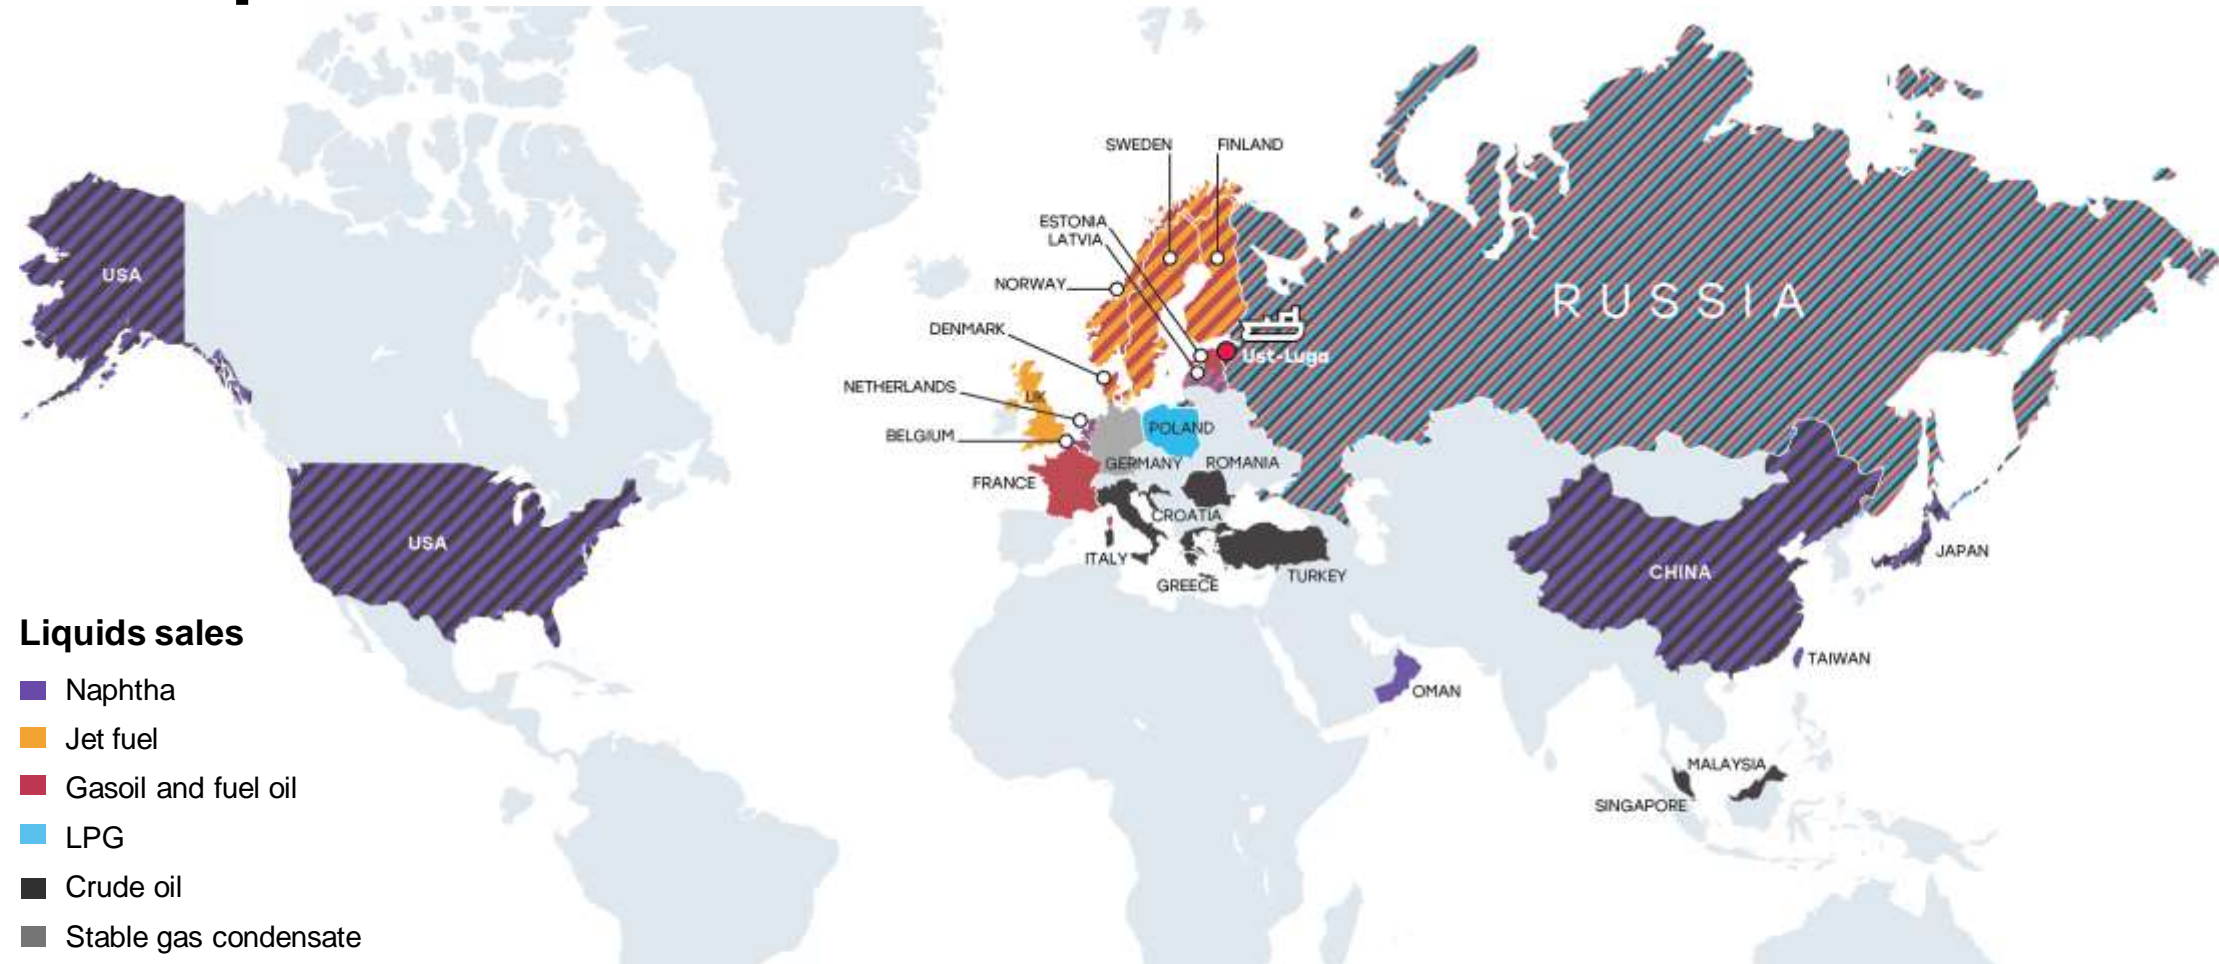 SWEDEN
FINLAND
ESTONIA
LATVIA
NORWAY
DENMARK
NETHERLANDS
BELGIUM
UK
POLAND
GERMANY
ROMANIA
FRANCE
CROATIA
ITALY
GREECE
TURKEY
RUSSIA
Ust-Luga
USA
USA
CHINA
JAPAN
TAIWAN
OMAN
MALAYSIA
SINGAPORE
Liquids sales
Naphtha
Jet fuel
Gasoil and fuel oil
LPG
Crude oil
Stable gas condensate